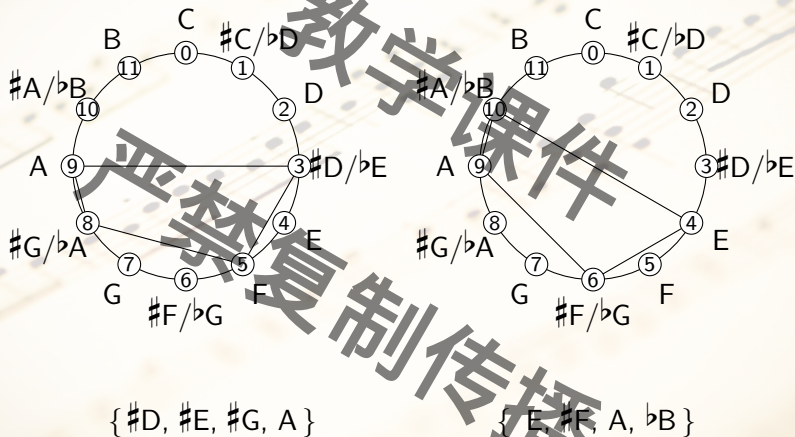 C C
B ♯C/♭D B ♯C/♭D
11 0 1 11 0 1
♯A/♭B 10 2 D ♯A/♭B 10 2 D
A 9 3 ♯D/♭E A 9 3 ♯D/♭E
♯G/♭A 8 4 E ♯G/♭A 8 4 E
7 6 5 7 6 5
G ♯F/♭G F G ♯F/♭G F
{♯D, ♯E, ♯G, A} { E, ♯F, A, ♭B}
教学课件
严禁复制传播